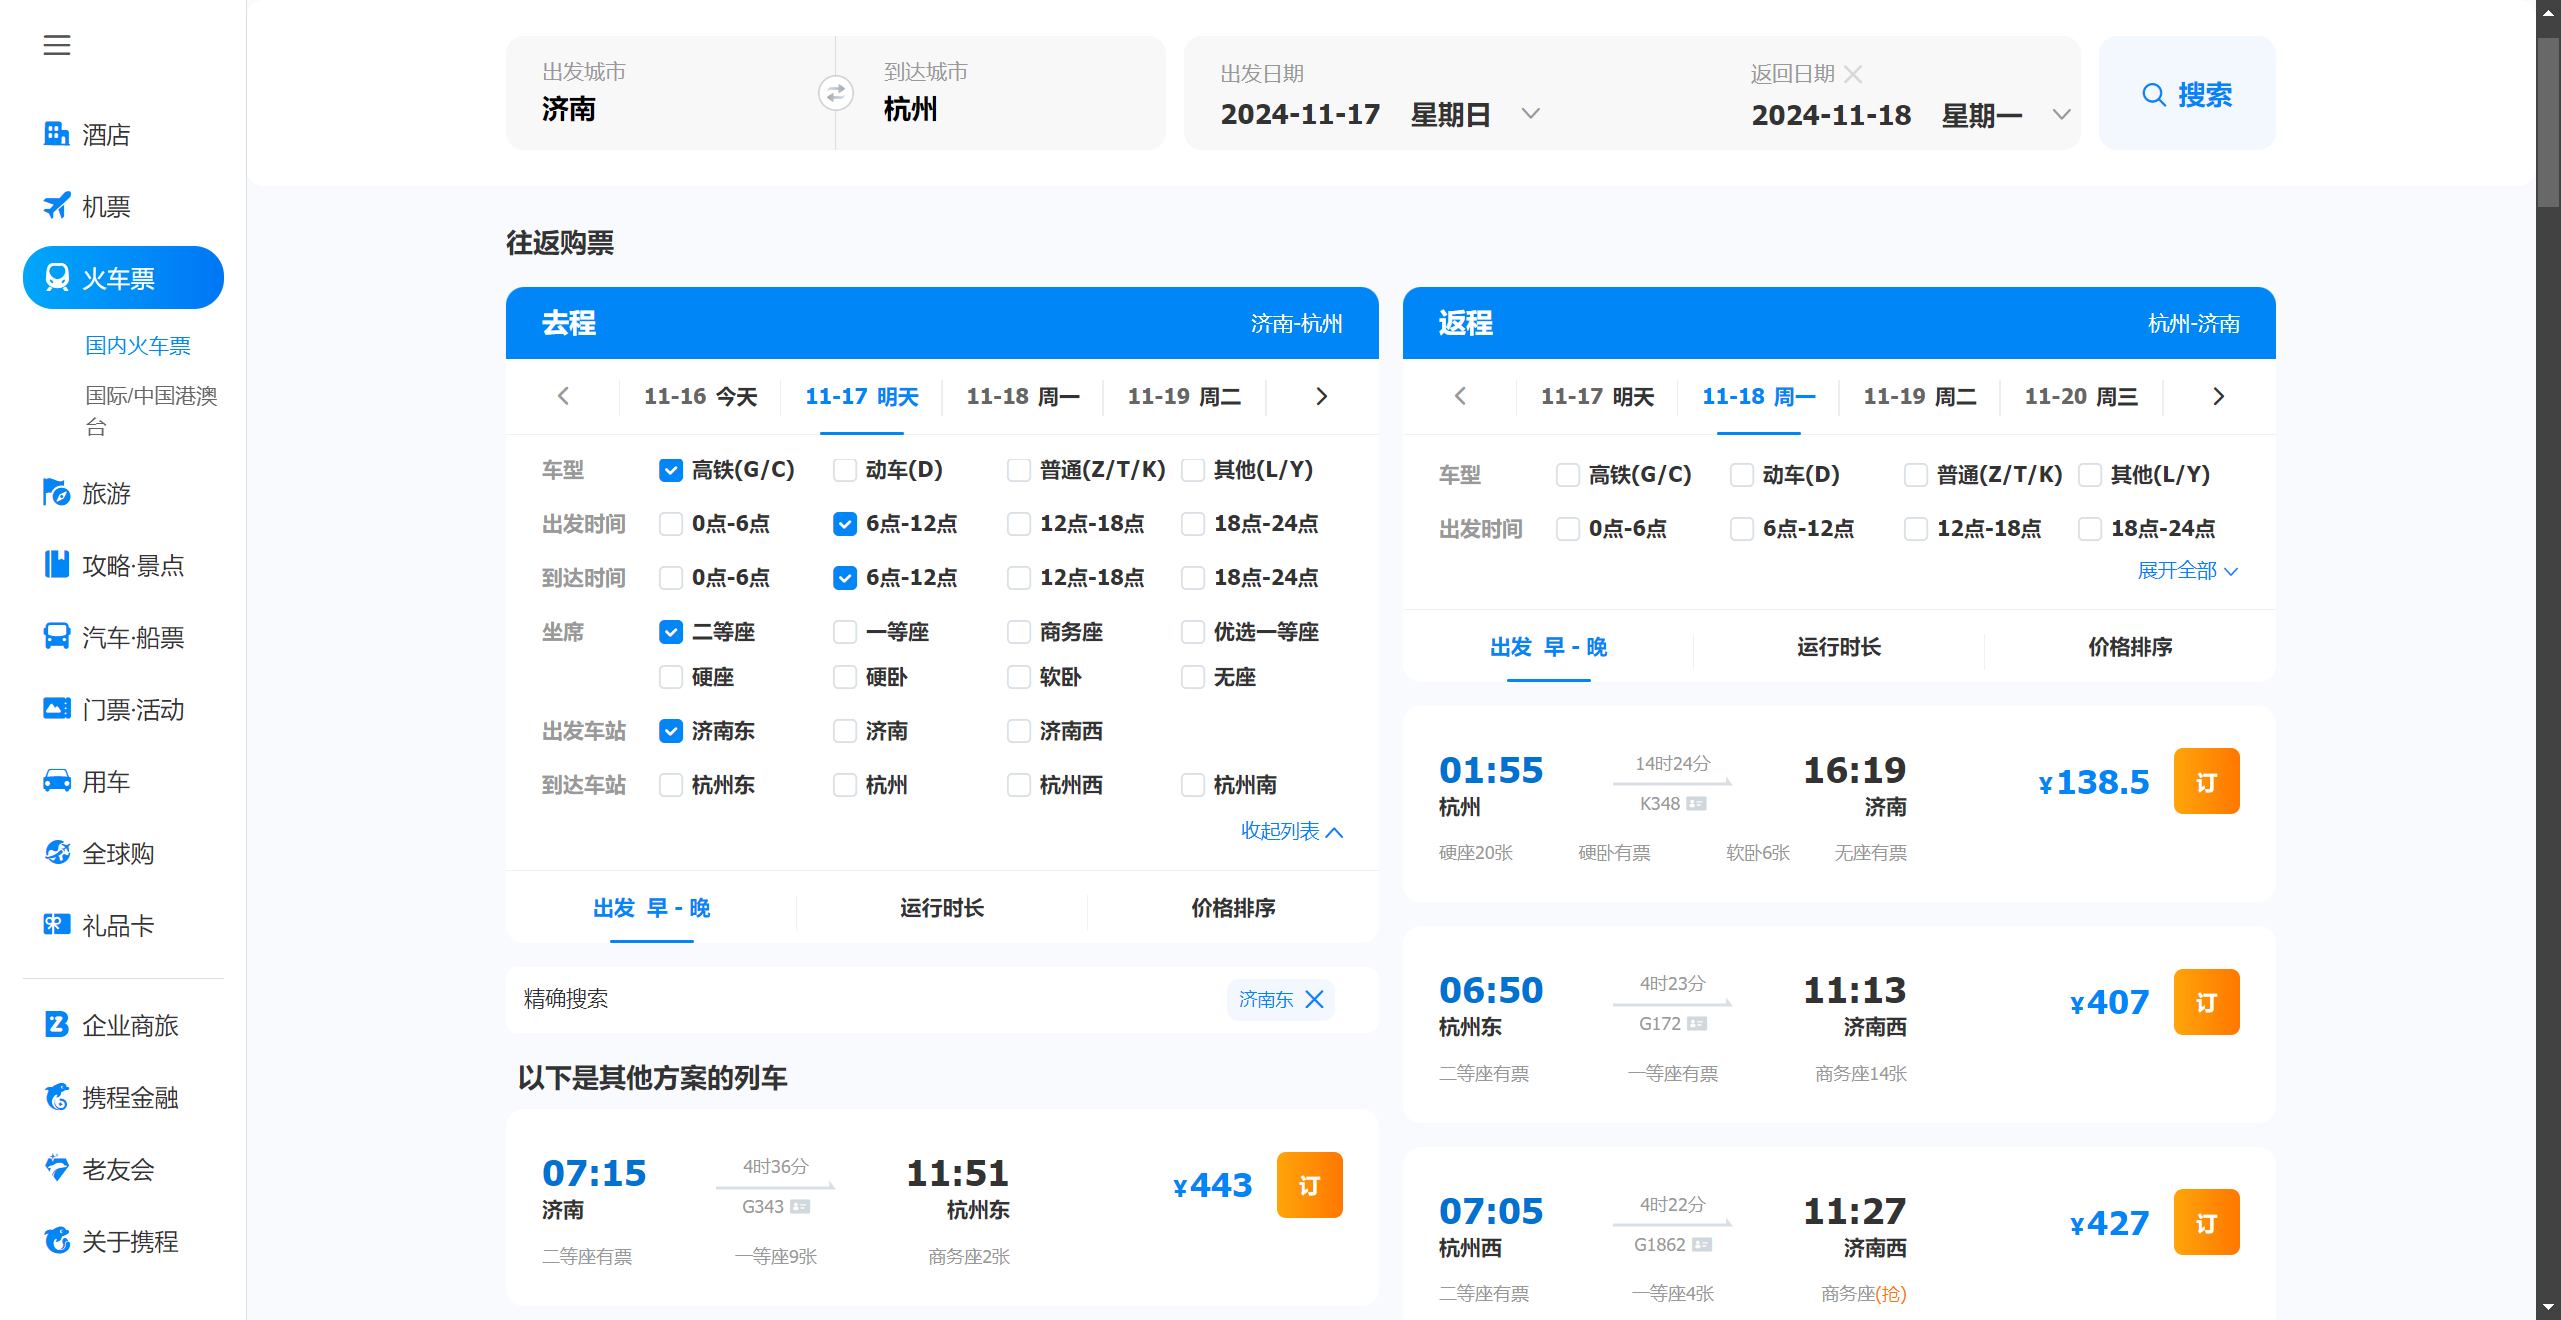 酒店
机票
火车票
国内火车票
国际/中国港澳
台
旅游
攻略·景点
汽车·船票
门票·活动
用车
全球购
礼品卡
企业商旅
携程金融
老友会
关于携程
出发城市
济南
到达城市
杭州
出发日期
2024-11-17 星期日
返回日期
2024-11-18 星期一
搜索
往返购票
去程 济南-杭州
11-16 今天 11-17 明天 11-18 周一 11-19 周二
车型 高铁(G/C) 动车(D) 普通(Z/T/K) 其他(L/Y)
出发时间 0点-6点 6点-12点 12点-18点 18点-24点
到达时间 0点-6点 6点-12点 12点-18点 18点-24点
坐席 二等座 一等座 商务座 优选一等座
硬座 硬卧 软卧 无座
出发车站 济南东 济南 济南西
到达车站 杭州东 杭州 杭州西 杭州南
收起列表
出发 早 - 晚 运行时长 价格排序
精确搜索 济南东
以下是其他方案的列车
07:15 4时36分 11:51 ¥443 订
济南 G343 杭州东
二等座有票 一等座9张 商务座2张
返程 杭州-济南
11-17 明天 11-18 周一 11-19 周二 11-20 周三
车型 高铁(G/C) 动车(D) 普通(Z/T/K) 其他(L/Y)
出发时间 0点-6点 6点-12点 12点-18点 18点-24点
展开全部
出发 早 - 晚 运行时长 价格排序
01:55 14时24分 16:19 ¥138.5 订
杭州 K348 济南
硬座20张 硬卧有票 软卧6张 无座有票
06:50 4时23分 11:13 ¥407 订
杭州东 G172 济南西
二等座有票 一等座有票 商务座14张
07:05 4时22分 11:27 ¥427 订
杭州西 G1862 济南西
二等座有票 一等座4张 商务座(抢)